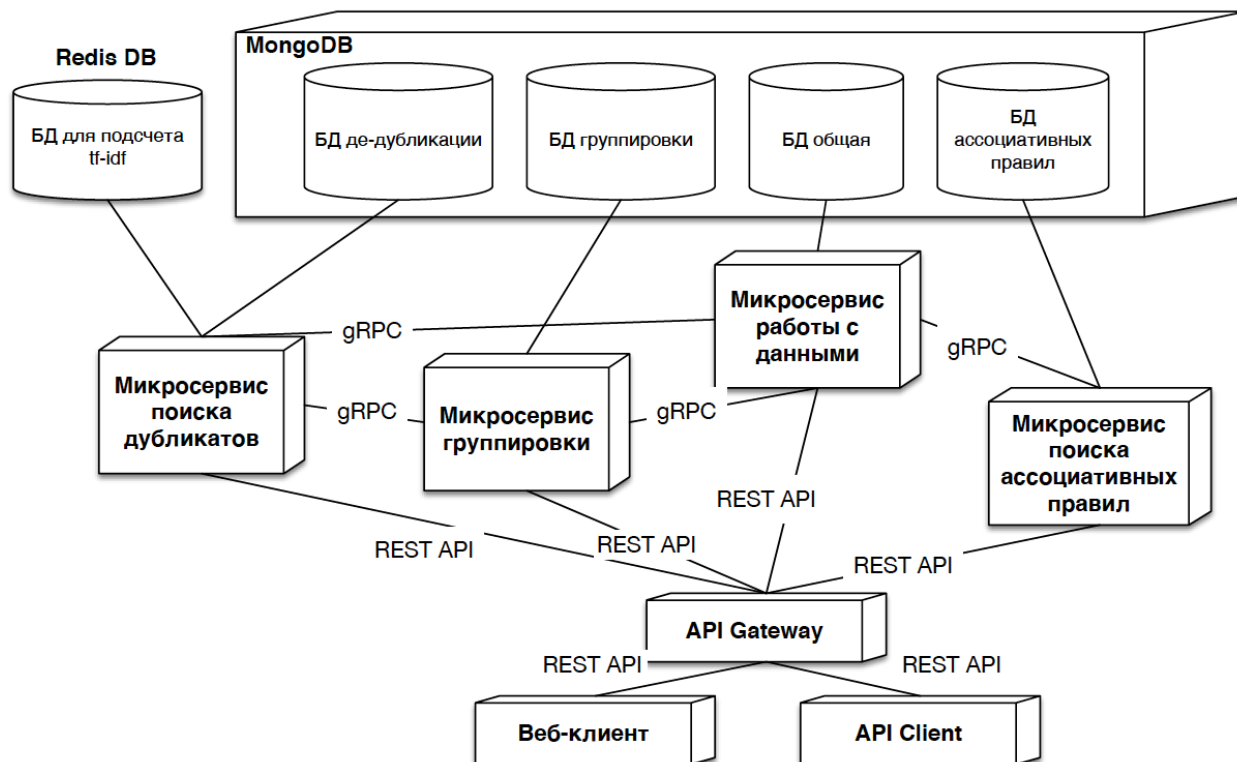 MongoDB
Redis DB
БД для подсчета
tf-idf
БД де-дубликации
БД группировки
БД общая
БД
ассоциативных
правил
Микросервис
работы с
данными
gRPC
gRPC
Микросервис
поиска
дубликатов
gRPC
Микросервис
группировки
gRPC
Микросервис
поиска
ассоциативных
правил
REST API
REST API
REST API
REST API
API Gateway
REST API
REST API
Веб-клиент
API Client